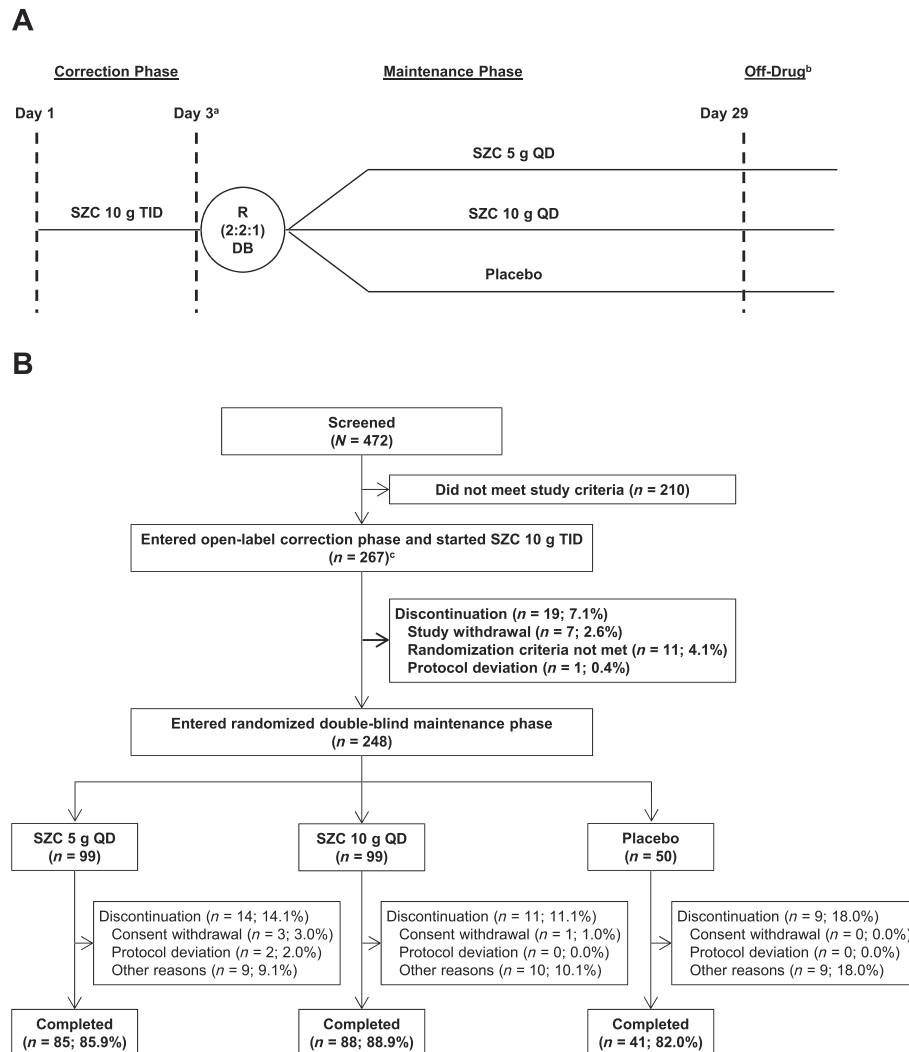 A
Correction Phase
Maintenance Phase
Off-Drugᵇ
Day 1
Day 3ᵃ
Day 29
SZC 10 g TID
R
(2:2:1)
DB
SZC 5 g QD
SZC 10 g QD
Placebo
B
Screened
(N = 472)
Did not meet study criteria (n = 210)
Entered open-label correction phase and started SZC 10 g TID
(n = 267)ᶜ
Discontinuation (n = 19; 7.1%)
Study withdrawal (n = 7; 2.6%)
Randomization criteria not met (n = 11; 4.1%)
Protocol deviation (n = 1; 0.4%)
Entered randomized double-blind maintenance phase
(n = 248)
SZC 5 g QD
(n = 99)
SZC 10 g QD
(n = 99)
Placebo
(n = 50)
Discontinuation (n = 14; 14.1%)
Consent withdrawal (n = 3; 3.0%)
Protocol deviation (n = 2; 2.0%)
Other reasons (n = 9; 9.1%)
Discontinuation (n = 11; 11.1%)
Consent withdrawal (n = 1; 1.0%)
Protocol deviation (n = 0; 0.0%)
Other reasons (n = 10; 10.1%)
Discontinuation (n = 9; 18.0%)
Consent withdrawal (n = 0; 0.0%)
Protocol deviation (n = 0; 0.0%)
Other reasons (n = 9; 18.0%)
Completed
(n = 85; 85.9%)
Completed
(n = 88; 88.9%)
Completed
(n = 41; 82.0%)